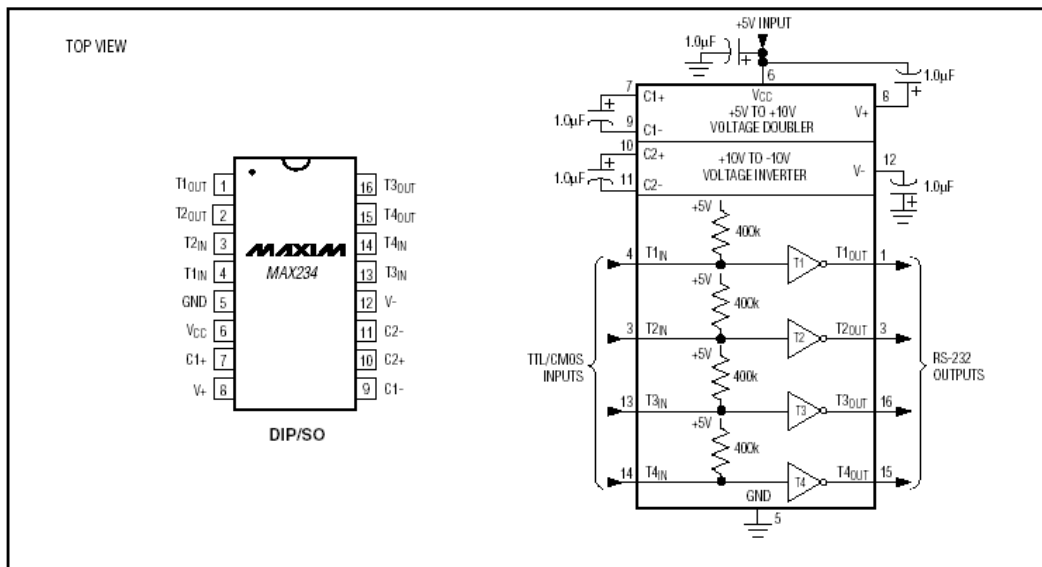 TOP VIEW
T1OUT 1
T2OUT 2
T2IN 3
T1IN 4
GND 5
VCC 6
C1+ 7
V+ 8
16 T3OUT
15 T4OUT
14 T4IN
13 T3IN
12 V-
11 C2-
10 C2+
9 C1-
MAXIM
MAX234
DIP/SO
+5V INPUT
1.0µF
+
6
1.0µF
+
7 C1+
1.0µF
+
9 C1-
VCC
+5V TO +10V
VOLTAGE DOUBLER
V+ 8
10 C2+
1.0µF
+
11 C2-
+10V TO -10V
VOLTAGE INVERTER
V- 12
1.0µF
+
+5V
400k
4 T1IN T1 T1OUT 1
+5V
400k
3 T2IN T2 T2OUT 3
TTL/CMOS
INPUTS
+5V
400k
RS-232
OUTPUTS
13 T3IN T3 T3OUT 16
+5V
400k
14 T4IN T4 T4OUT 15
GND
5